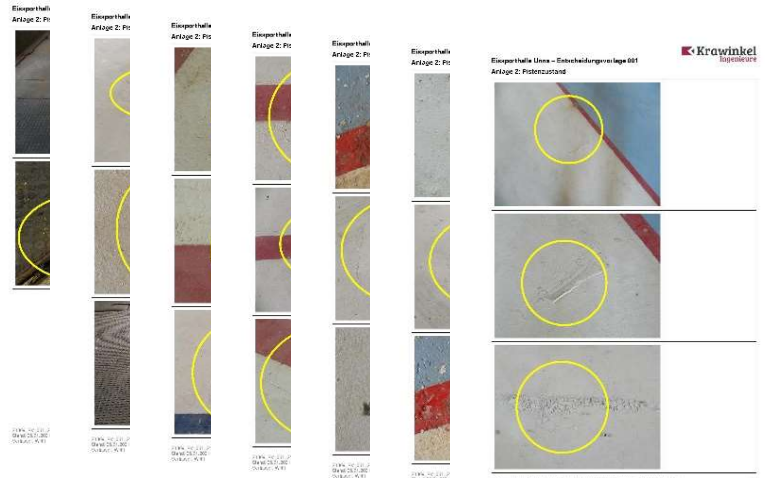 Eissporthalle
Anlage 2: Pis
Eissporthalle
Anlage 2: Pis
Eissporthalle
Anlage 2: Pis
Eissporthalle
Anlage 2: Pis
Eissporthalle
Anlage 2: Pis
Eissporthalle
Anlage 2: Pis
Krawinkel
Ingenieure
Eissporthalle Unna – Entscheidungsvorlage 001
Anlage 2: Pistenzustand